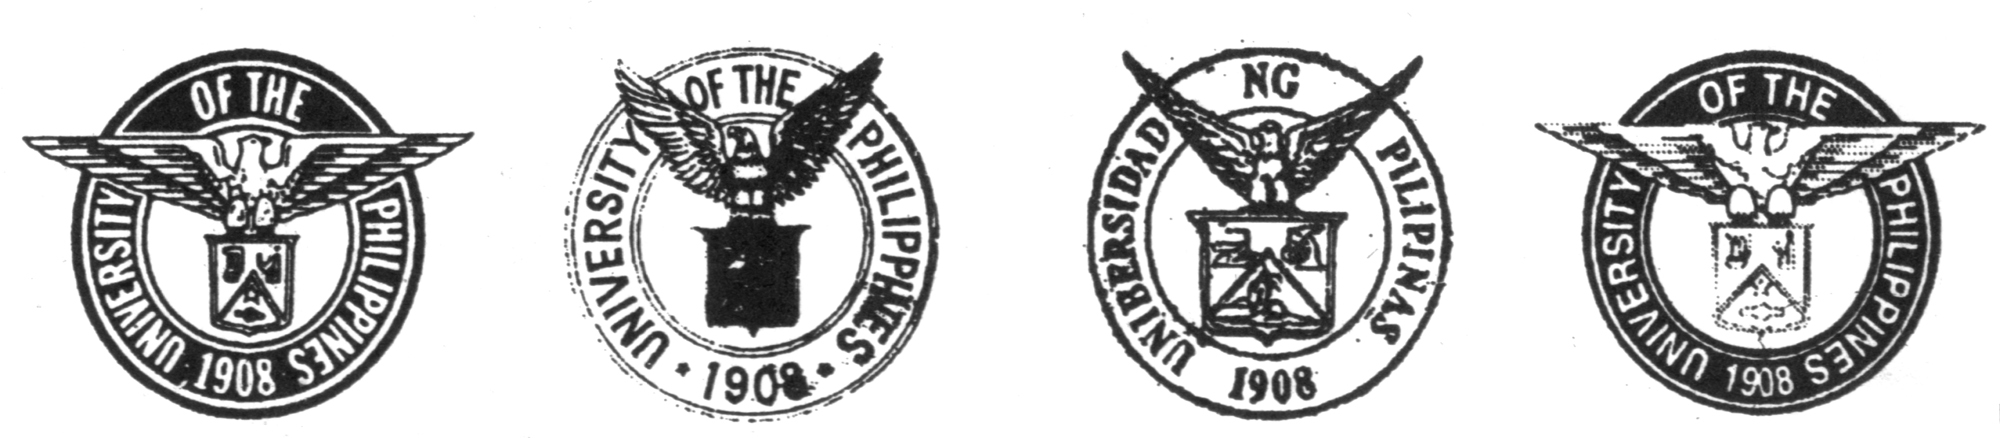 UNIVERSITY OF THE PHILIPPINES
1908
UNIVERSITY OF THE PHILIPPINES
1908
UNIBERSIDAD NG PILIPINAS
1908
UNIVERSITY OF THE PHILIPPINES
1908